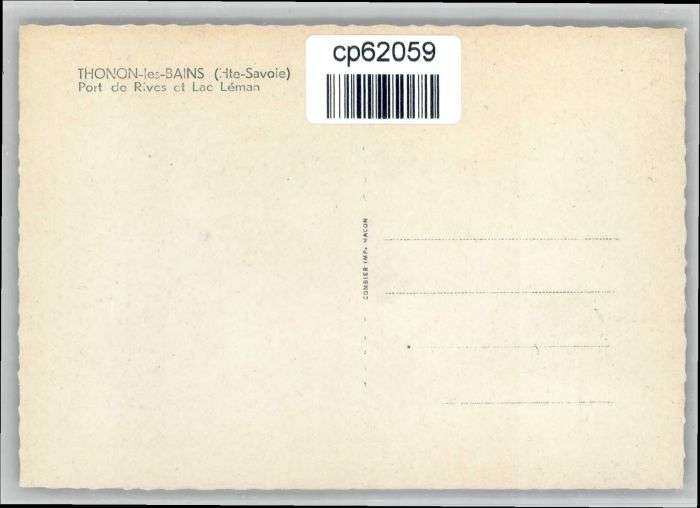 cp62059
THONON-les-BAINS (Hte-Savoie)
Port de Rives et Lac Léman
COMBIER IMP. MACON